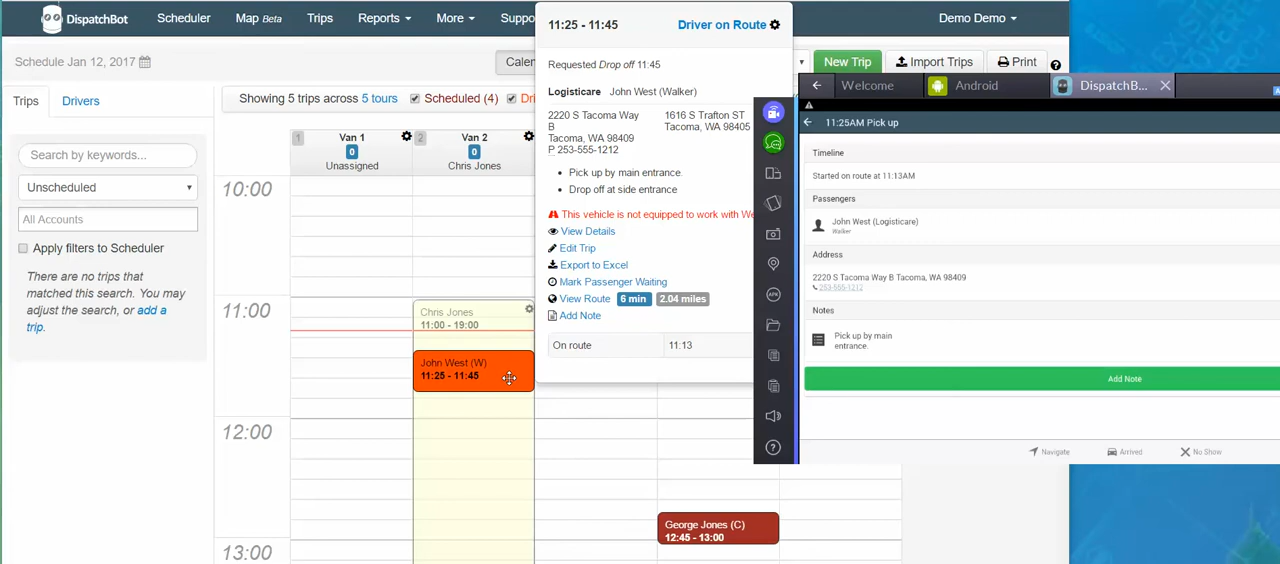 DispatchBot
Scheduler
Map Beta
Trips
Reports
More
Suppo
Demo Demo
Schedule Jan 12, 2017
Calen
New Trip
Import Trips
Print
?
Trips
Drivers
Showing 5 trips across 5 tours
Scheduled (4)
Dri
Search by keywords...
Unscheduled
All Accounts
Apply filters to Scheduler
There are no trips that
matched this search. You may
adjust the search, or add a
trip.
1
Van 1
0
Unassigned
2
Van 2
0
Chris Jones
10:00
11:00
12:00
13:00
Chris Jones
11:00 - 19:00
John West (W)
11:25 - 11:45
George Jones (C)
12:45 - 13:00
11:25 - 11:45
Driver on Route
Requested Drop off 11:45
Logisticare John West (Walker)
2220 S Tacoma Way
B
Tacoma, WA 98409
P 253-555-1212
1616 S Trafton ST
Tacoma, WA 98405
• Pick up by main entrance.
• Drop off at side entrance
This vehicle is not equipped to work with We
View Details
Edit Trip
Export to Excel
Mark Passenger Waiting
View Route 6 min 2.04 miles
Add Note
On route 11:13
APK
?
Welcome
Android
DispatchB...
11:25AM Pick up
Timeline
Started on route at 11:13AM
Passengers
John West (Logisticare)
Walker
Address
2220 S Tacoma Way B Tacoma, WA 98409
253-555-1212
Notes
Pick up by main
entrance.
Add Note
Navigate
Arrived
No Show